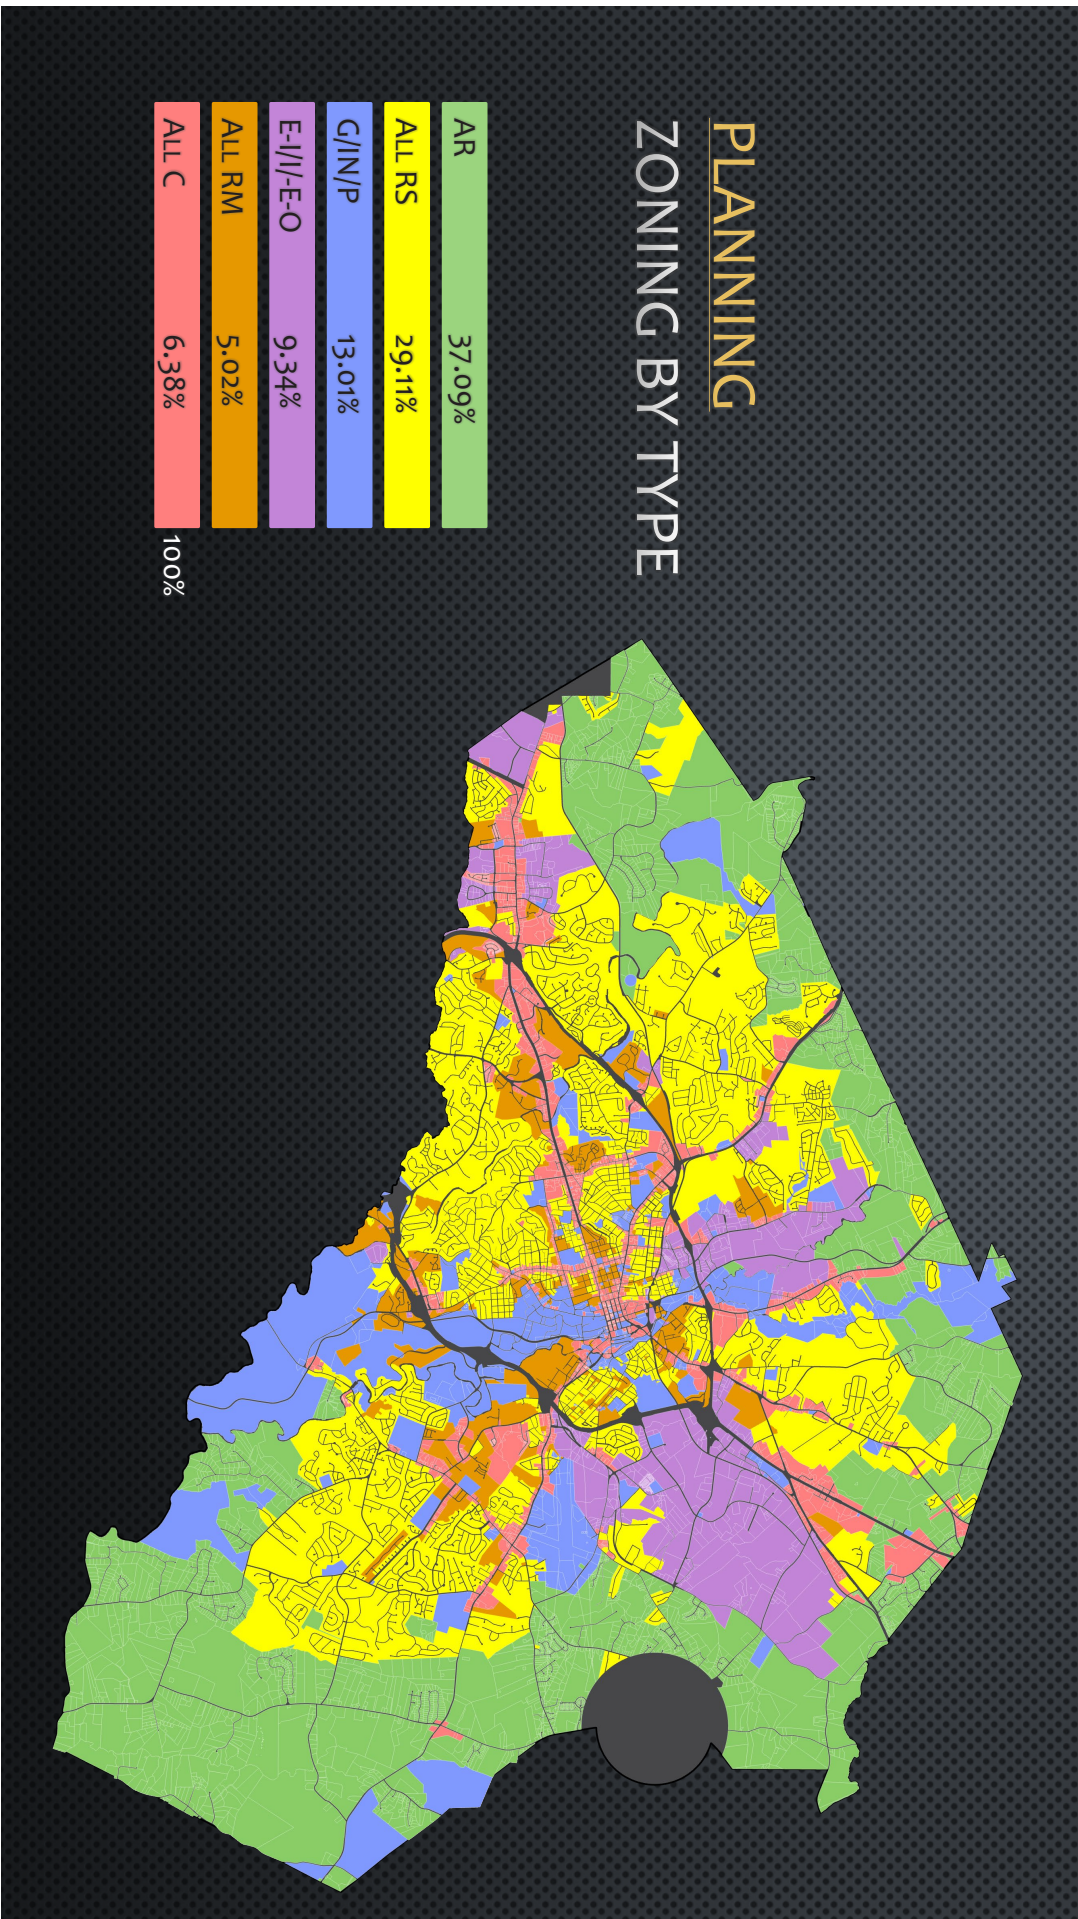 PLANNING
ZONING BY TYPE
AR 37.09%
ALL RS 29.11%
G/IN/P 13.01%
E-I/I/-E-O 9.34%
ALL RM 5.02%
ALL C 6.38%
100%